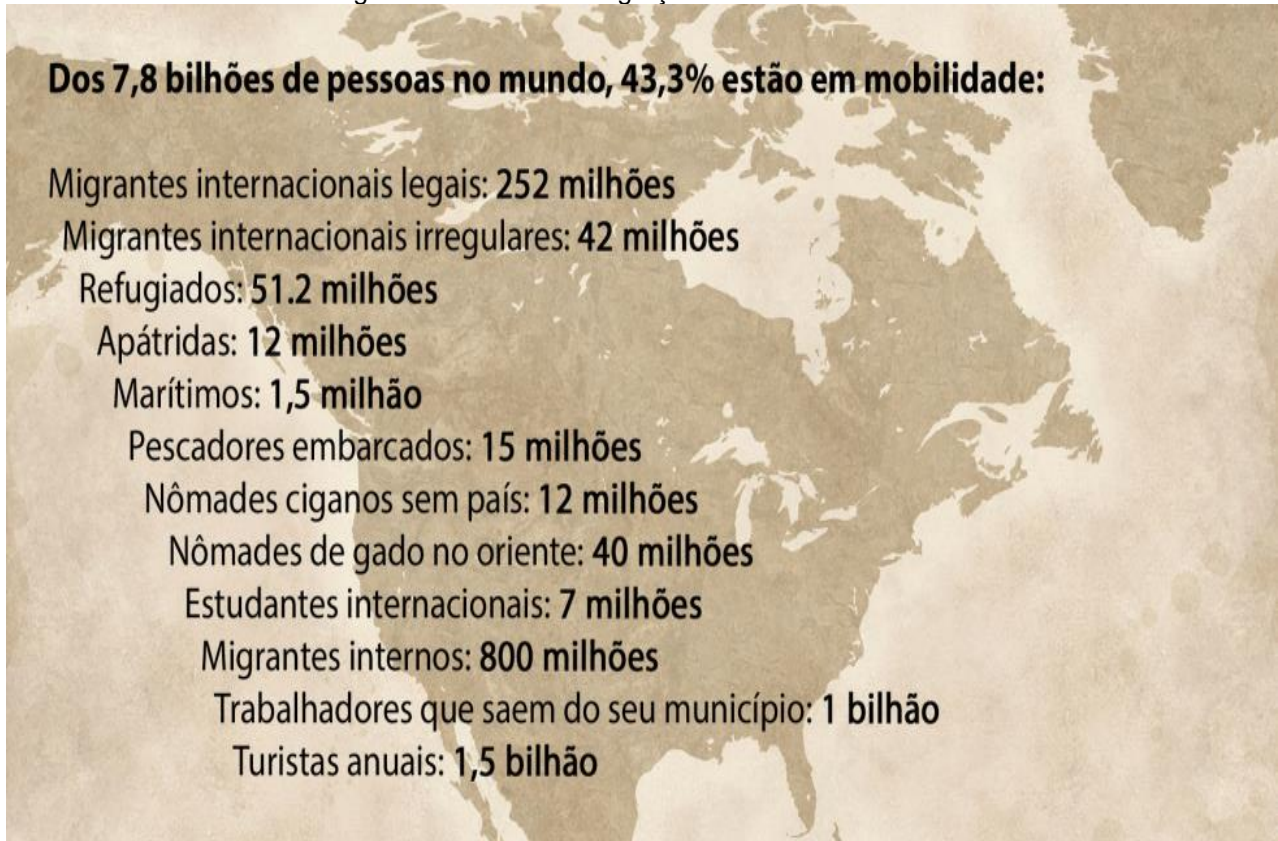 Dos 7,8 bilhões de pessoas no mundo, 43,3% estão em mobilidade:
Migrantes internacionais legais: 252 milhões
Migrantes internacionais irregulares: 42 milhões
Refugiados: 51.2 milhões
Apátridas: 12 milhões
Marítimos: 1,5 milhão
Pescadores embarcados: 15 milhões
Nômades ciganos sem país: 12 milhões
Nômades de gado no oriente: 40 milhões
Estudantes internacionais: 7 milhões
Migrantes internos: 800 milhões
Trabalhadores que saem do seu município: 1 bilhão
Turistas anuais: 1,5 bilhão